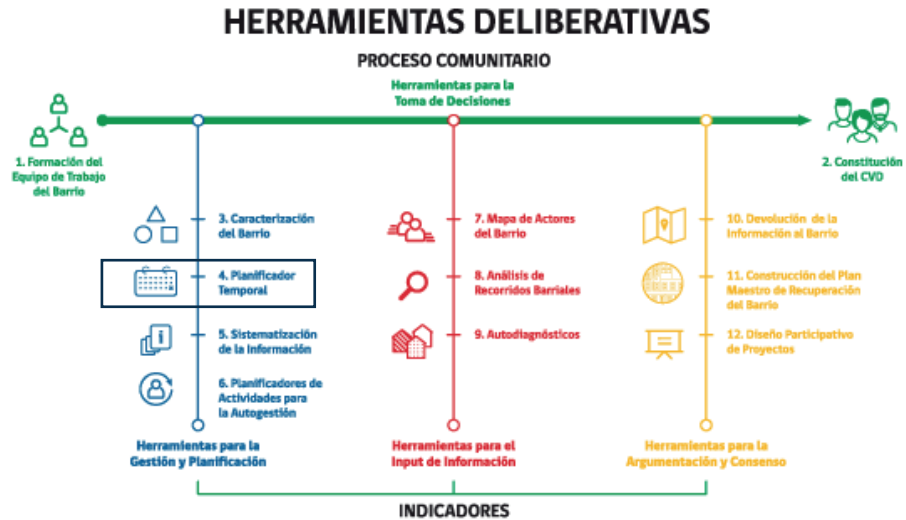 HERRAMIENTAS DELIBERATIVAS
PROCESO COMUNITARIO
Herramientas para la
Toma de Decisiones
1. Formación del
Equipo de Trabajo
del Barrio
2. Constitución
del CVD
3. Caracterización
del Barrio
4. Planificador
Temporal
5. Sistematización
de la Información
6. Planificadores de
Actividades para
la Autogestión
Herramientas para la
Gestión y Planificación
7. Mapa de Actores
del Barrio
8. Análisis de
Recorridos Barriales
9. Autodiagnósticos
Herramientas para el
Input de Información
10. Devolución de la
Información al Barrio
11. Construcción del Plan
Maestro de Recuperación
del Barrio
12. Diseño Participativo
de Proyectos
Herramientas para la
Argumentación y Consenso
INDICADORES